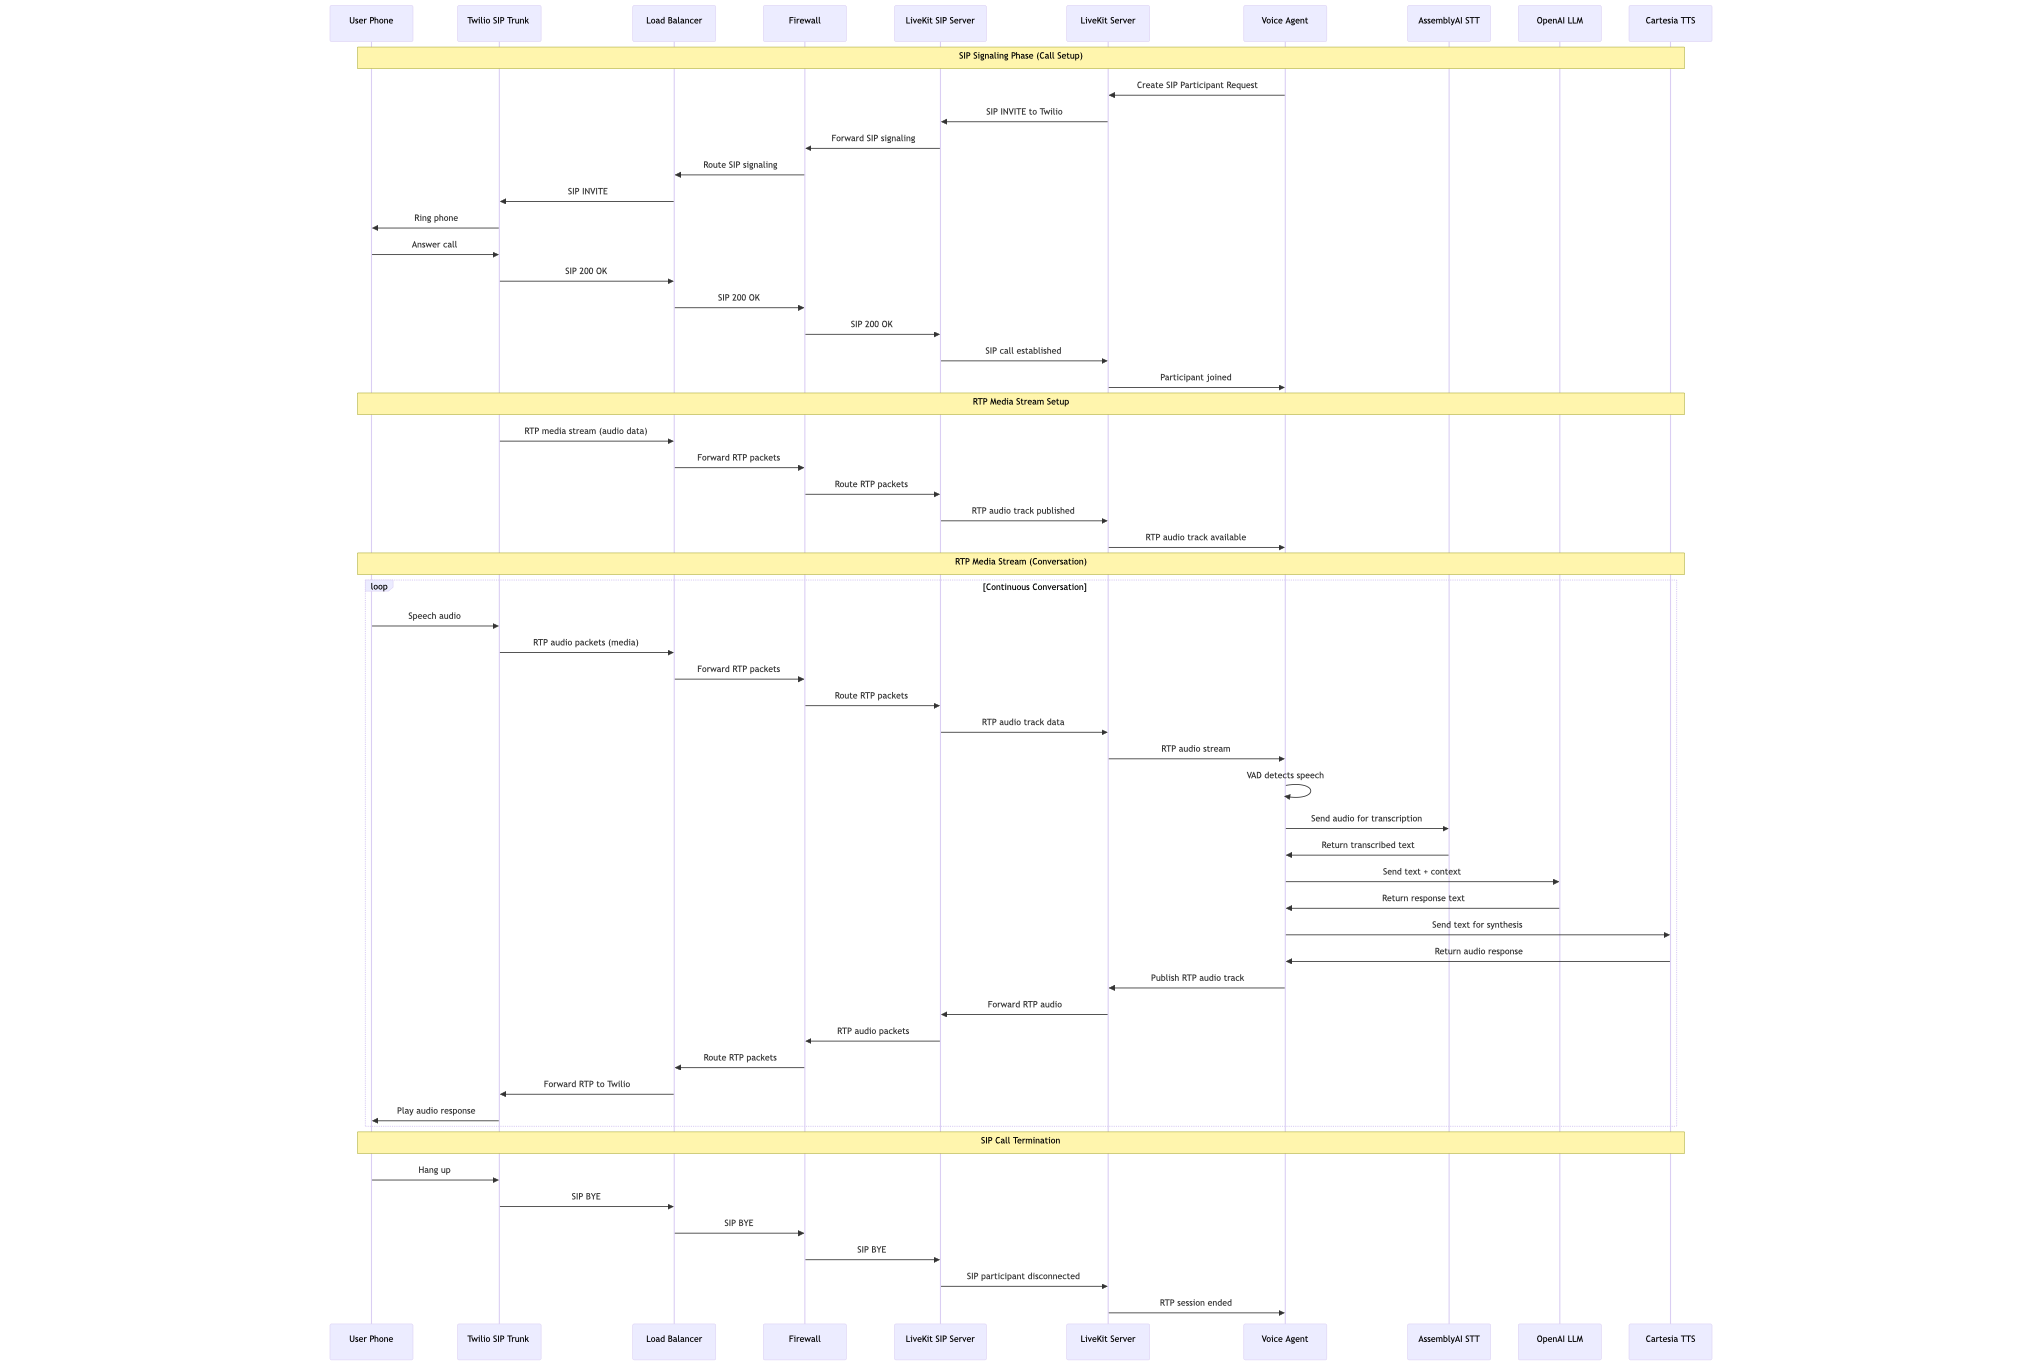 User Phone
Twilio SIP Trunk
Load Balancer
Firewall
LiveKit SIP Server
LiveKit Server
Voice Agent
AssemblyAI STT
OpenAI LLM
Cartesia TTS
SIP Signaling Phase (Call Setup)
Create SIP Participant Request
SIP INVITE to Twilio
Forward SIP signaling
Route SIP signaling
SIP INVITE
Ring phone
Answer call
SIP 200 OK
SIP 200 OK
SIP 200 OK
SIP call established
Participant joined
RTP Media Stream Setup
RTP media stream (audio data)
Forward RTP packets
Route RTP packets
RTP audio track published
RTP audio track available
RTP Media Stream (Conversation)
loop
[Continuous Conversation]
Speech audio
RTP audio packets (media)
Forward RTP packets
Route RTP packets
RTP audio track data
RTP audio stream
VAD detects speech
Send audio for transcription
Return transcribed text
Send text + context
Return response text
Send text for synthesis
Return audio response
Publish RTP audio track
Forward RTP audio
RTP audio packets
Route RTP packets
Forward RTP to Twilio
Play audio response
SIP Call Termination
Hang up
SIP BYE
SIP BYE
SIP BYE
SIP participant disconnected
RTP session ended
User Phone
Twilio SIP Trunk
Load Balancer
Firewall
LiveKit SIP Server
LiveKit Server
Voice Agent
AssemblyAI STT
OpenAI LLM
Cartesia TTS